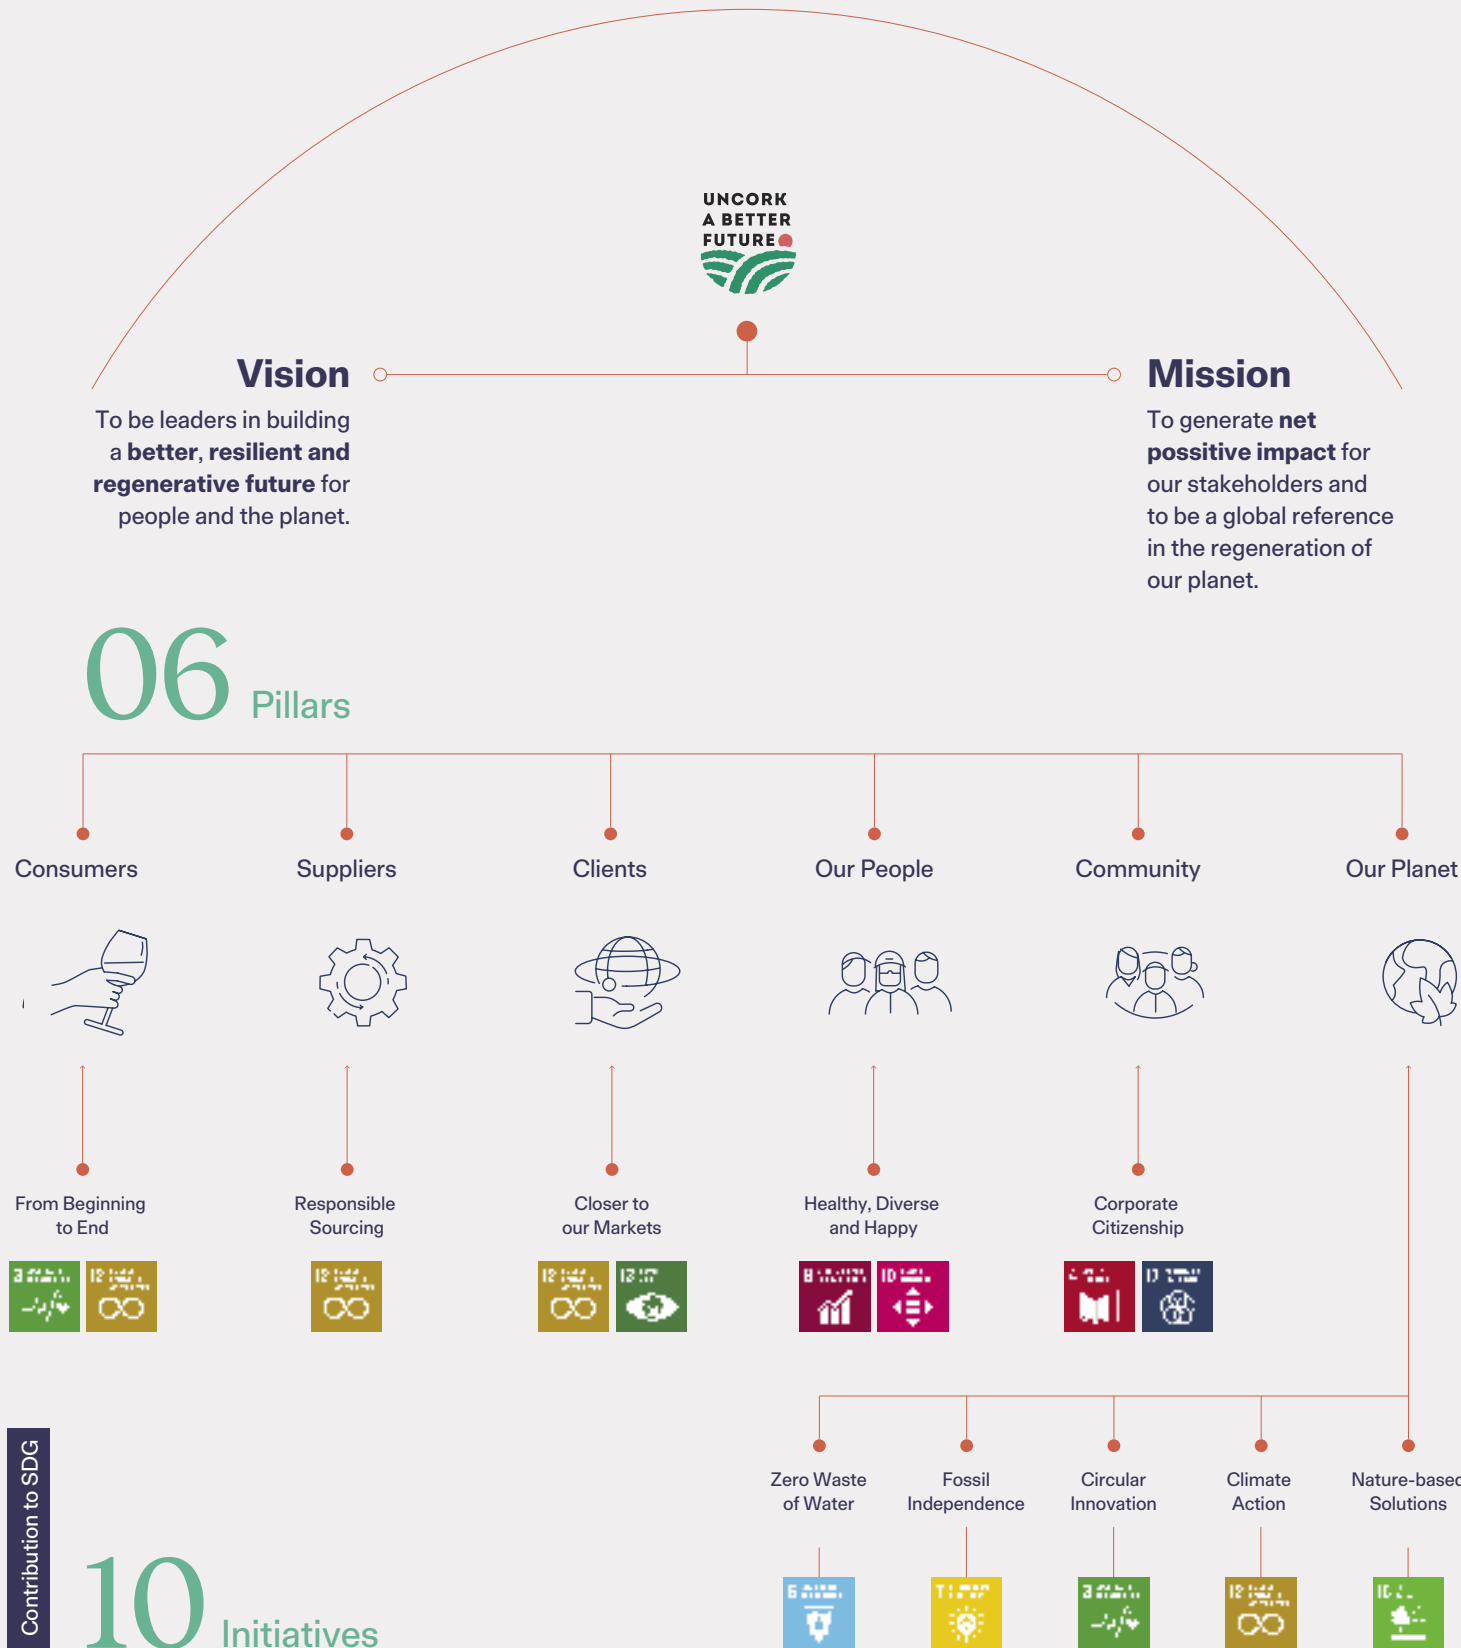 UNCORK
A BETTER
FUTURE
Vision
To be leaders in building
a better, resilient and
regenerative future for
people and the planet.
Mission
To generate net
possitive impact for
our stakeholders and
to be a global reference
in the regeneration of
our planet.
06 Pillars
Consumers
Suppliers
Clients
Our People
Community
Our Planet
From Beginning
to End
Responsible
Sourcing
Closer to
our Markets
Healthy, Diverse
and Happy
Corporate
Citizenship
Zero Waste
of Water
Fossil
Independence
Circular
Innovation
Climate
Action
Nature-based
Solutions
Contribution to SDG
10 Initiatives